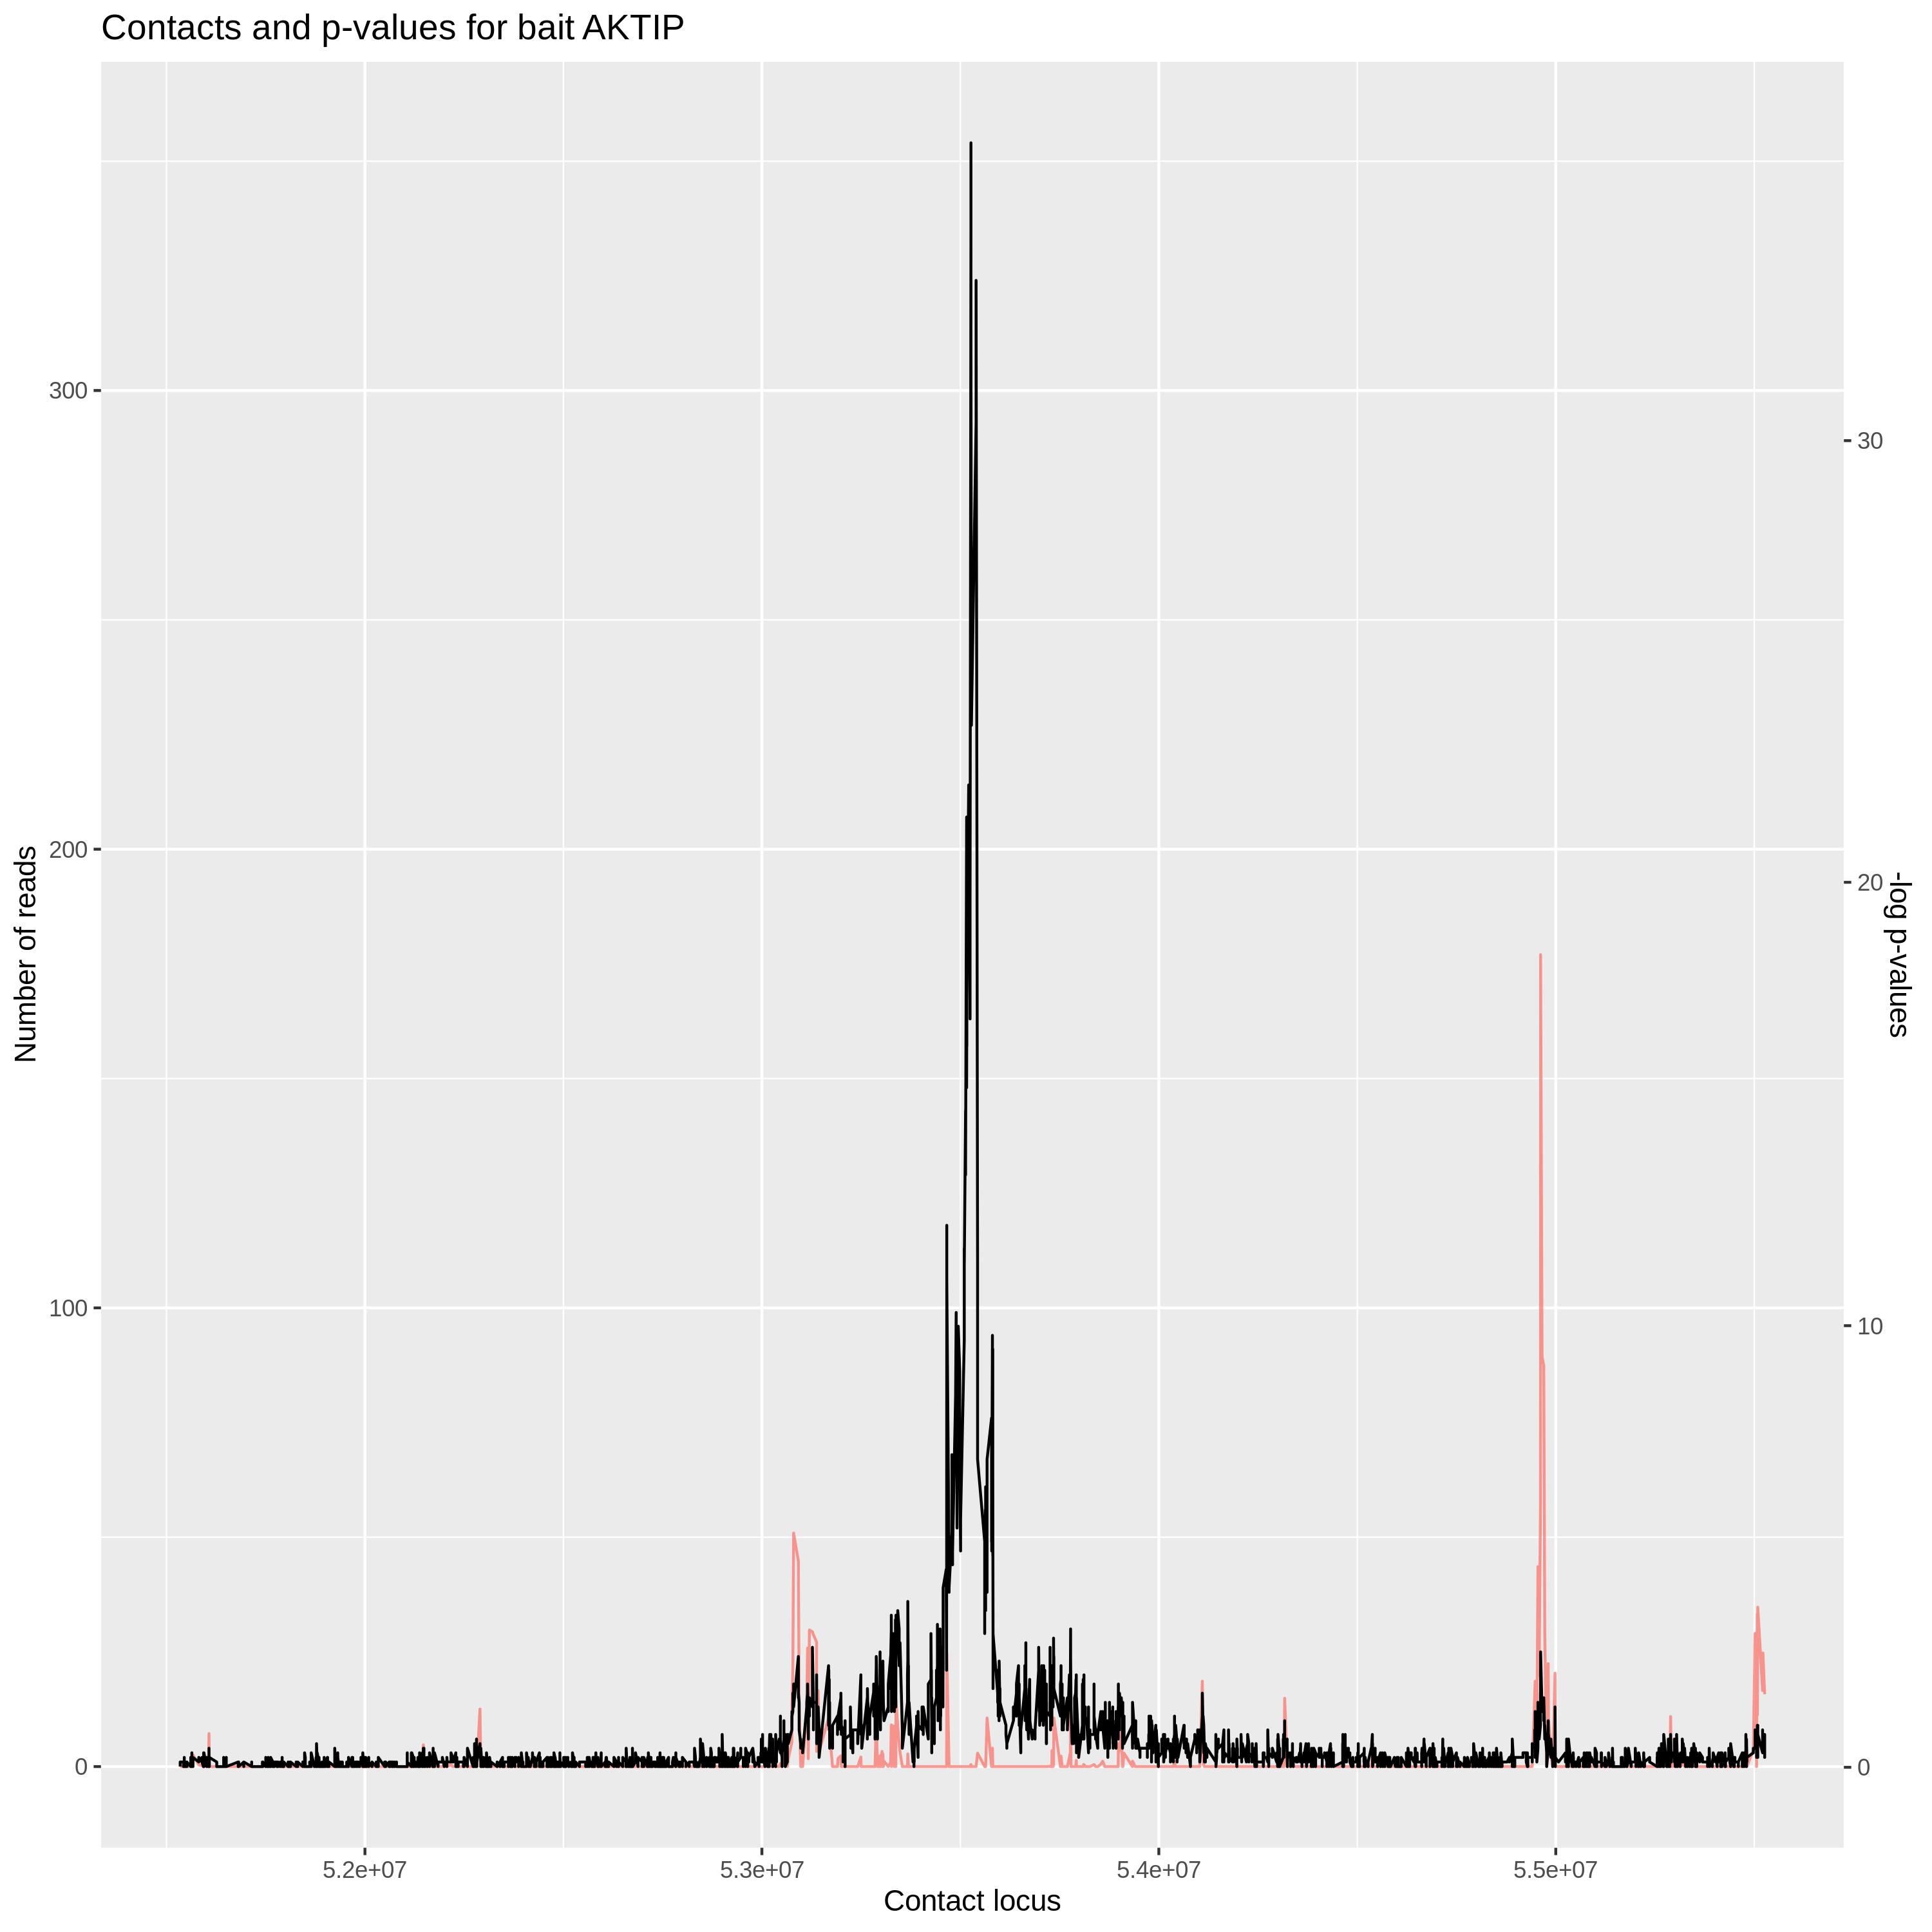 Contacts and p-values for bait AKTIP
Number of reads
300
200
100
0
30
20
10
0
-log p-values
5.2e+07
5.3e+07
5.4e+07
5.5e+07
Contact locus